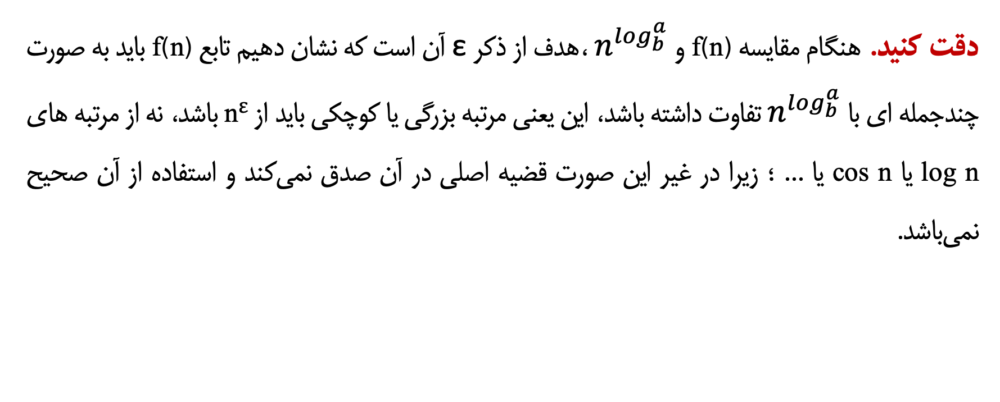 دقت کنید. هنگام مقایسه f(n) و n^{log_b^a} ،هدف از ذکر ε آن است که نشان دهیم تابع f(n) باید به صورت
چندجمله ای با n^{log_b^a} تفاوت داشته باشد، این یعنی مرتبه بزرگی یا کوچکی باید از n^ε باشد، نه از مرتبه های
log n یا cos n یا ... ؛ زیرا در غیر این صورت قضیه اصلی در آن صدق نمی‌کند و استفاده از آن صحیح
نمی‌باشد.